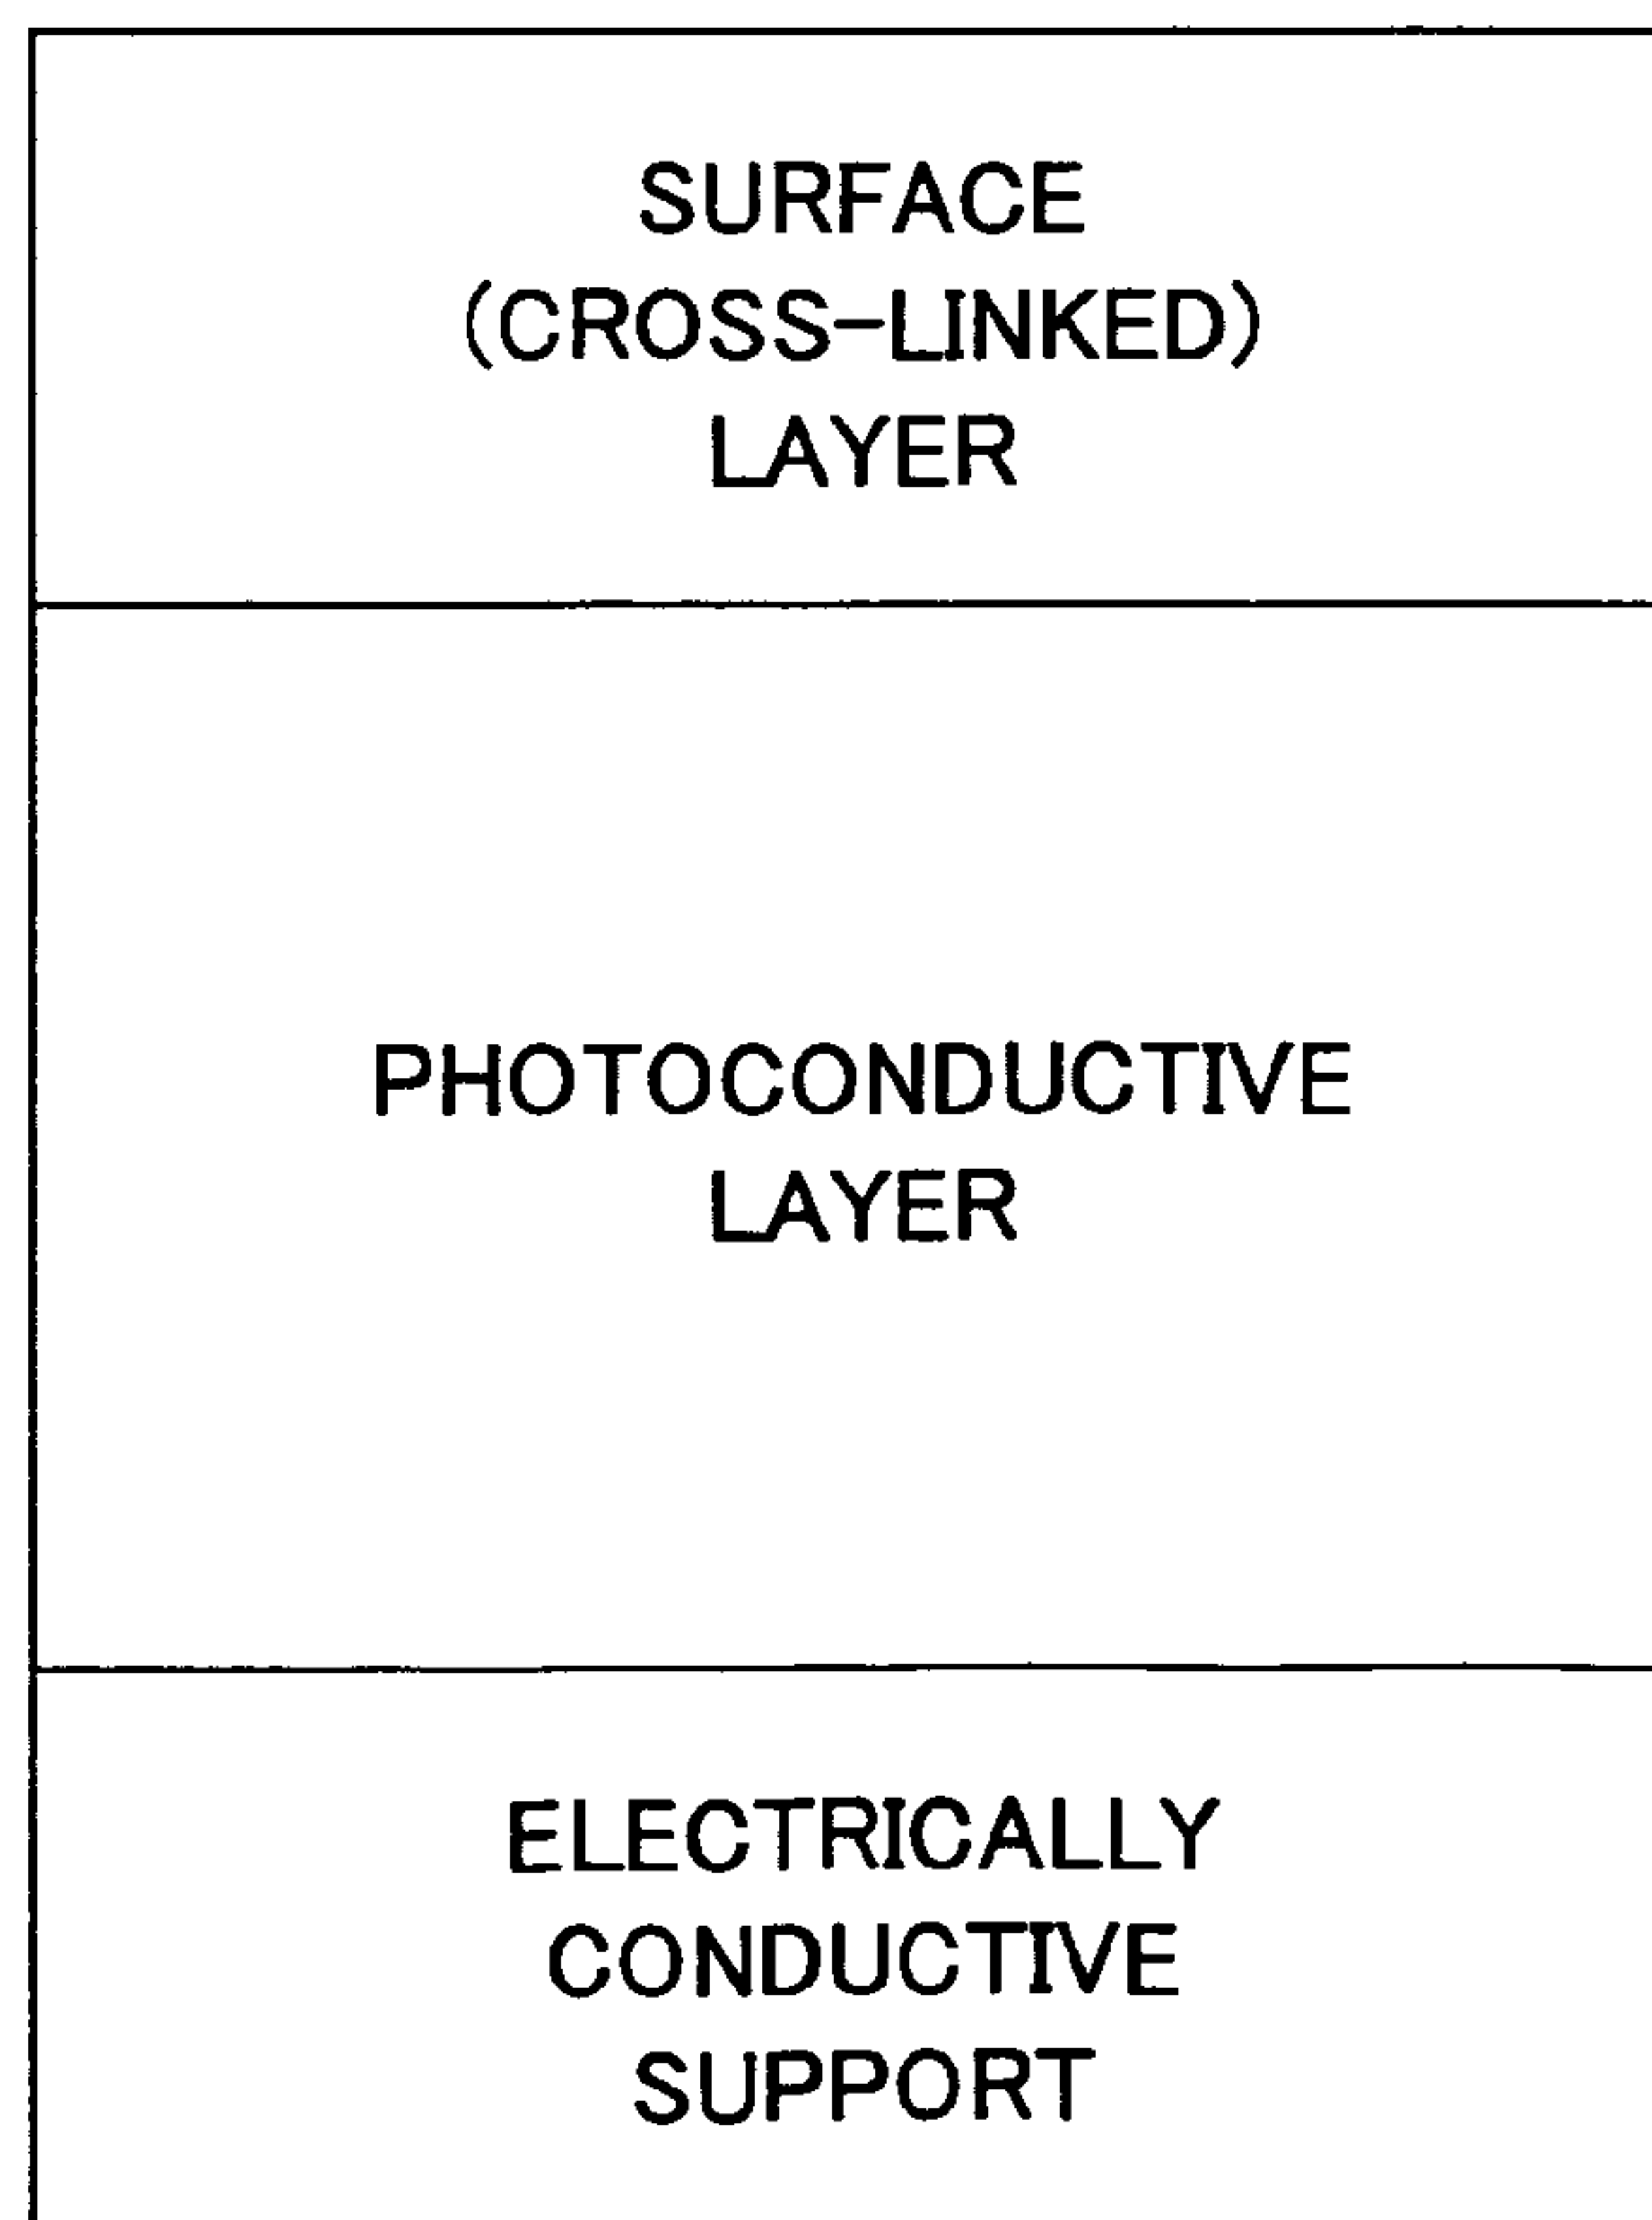 SURFACE
(CROSS-LINKED)
LAYER
PHOTOCONDUCTIVE
LAYER
ELECTRICALLY
CONDUCTIVE
SUPPORT